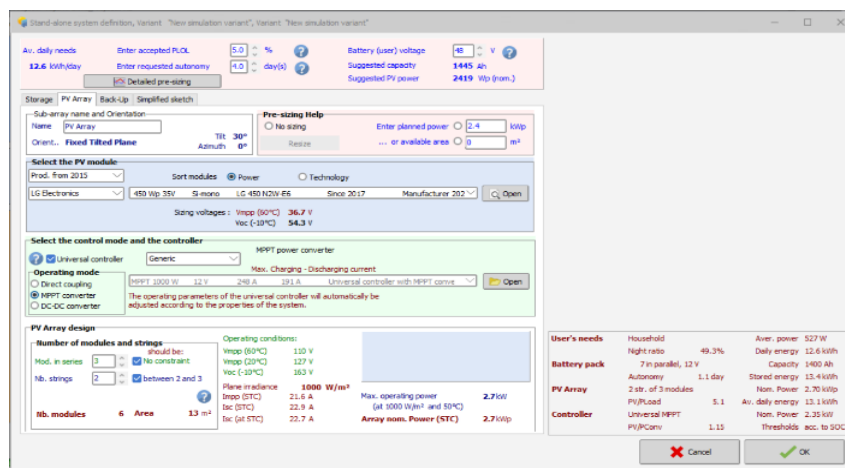 Stand-alone system definition, Variant "New simulation variant", Variant "New simulation variant"
Av. daily needs Enter accepted PLOL 5.0 % ? Battery (user) voltage 48 V ?
12.6 kWh/day Enter requested autonomy 4.0 day(s) ? Suggested capacity 1445 Ah
Detailed pre-sizing Suggested PV power 2419 Wp (nom.)
Storage PV Array Back-Up Simplified sketch
Sub-array name and Orientation Pre-sizing Help
Name PV Array No sizing Enter planned power 2.4 kWp
Orient.. Fixed Tilted Plane Tilt 30°
Azimuth 0° Resize ... or available area 0 m²
Select the PV module
Prod. from 2015 Sort modules Power Technology
LG Electronics 450 Wp 35V Si-mono LG 450 N2W-E6 Since 2017 Manufacturer 202 Open
Sizing voltages : Vmpp (60°C) 36.7 V
Voc (-10°C) 54.3 V
Select the control mode and the controller
? Universal controller Generic MPPT power converter
Operating mode Max. Charging - Discharging current
Direct coupling MPPT 1000 W 12 V 248 A 191 A Universal controller with MPPT conve Open
MPPT converter The operating parameters of the universal controller will automatically be
DC-DC converter adjusted according to the properties of the system.
PV Array design
Number of modules and strings Operating conditions:
should be: Vmpp (60°C) 110 V
Mod. in series 3 No constraint Vmpp (20°C) 127 V
Voc (-10°C) 163 V
Nb. strings 2 between 2 and 3
? Plane irradiance 1000 W/m²
Impp (STC) 21.6 A Max. operating power 2.7 kW
Isc (STC) 22.9 A (at 1000 W/m² and 50°C)
Nb. modules 6 Area 13 m² Isc (at STC) 22.7 A Array nom. Power (STC) 2.7 kWp
User's needs Household Aver. power 527 W
Night ratio 49.3% Daily energy 12.6 kWh
Battery pack 7 in parallel, 12 V Capacity 1400 Ah
Autonomy 1.1 day Stored energy 13.4 kWh
PV Array 2 str. of 3 modules Nom. Power 2.70 kWp
PV/PLoad 5.1 Av. daily energy 13.1 kWh
Controller Universal MPPT Nom. Power 2.35 kW
PV/PConv 1.15 Thresholds acc. to SOC
Cancel OK